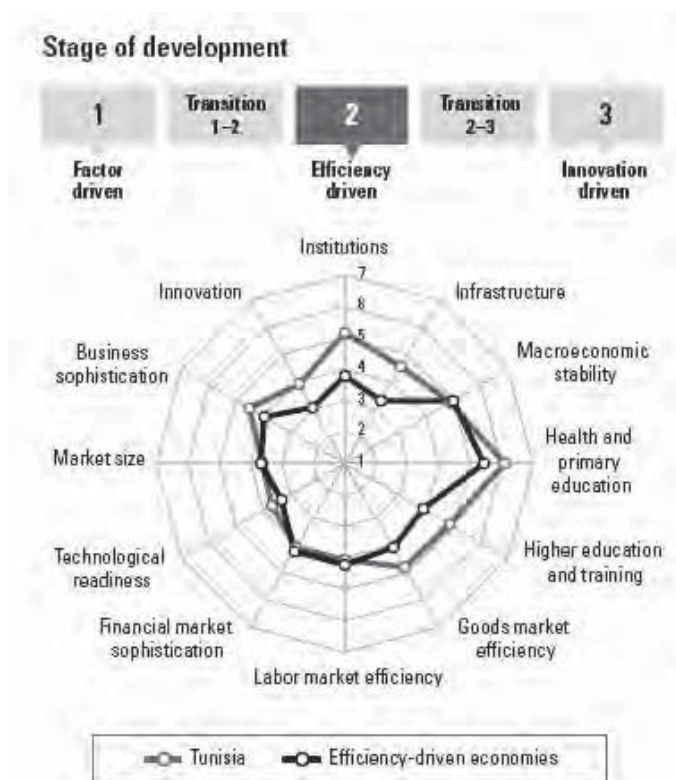 Stage of development
1
Transition
1–2
2
Transition
2–3
3
Factor
driven
Efficiency
driven
Innovation
driven
Institutions
7
Innovation
Infrastructure
6
5
Business
sophistication
Macroeconomic
stability
4
3
2
Market size
1
Health and
primary
education
Technological
readiness
Higher education
and training
Financial market
sophistication
Goods market
efficiency
Labor market efficiency
Tunisia
Efficiency-driven economies